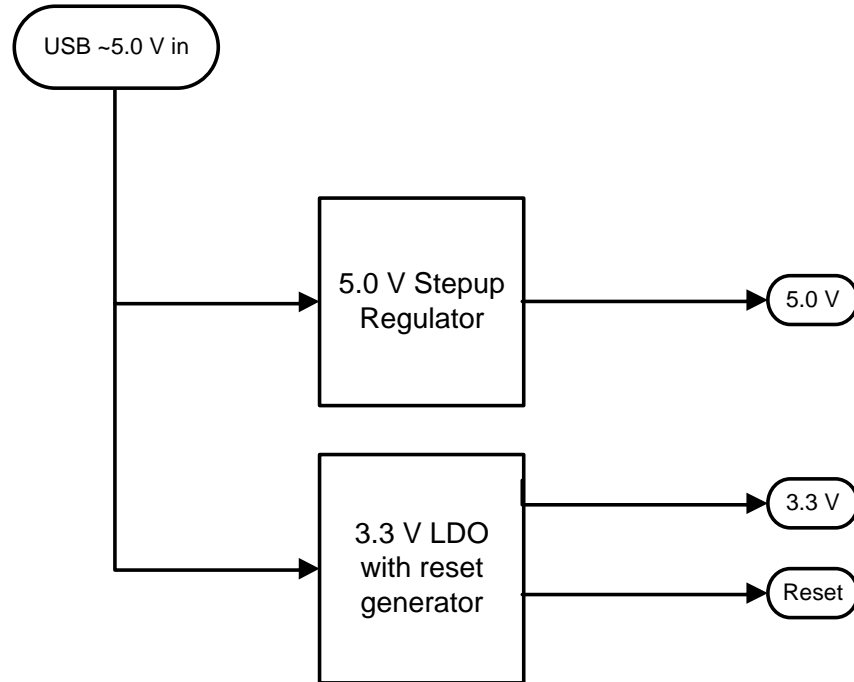 USB ~5.0 V in
5.0 V Stepup
Regulator
5.0 V
3.3 V LDO
with reset
generator
3.3 V
Reset